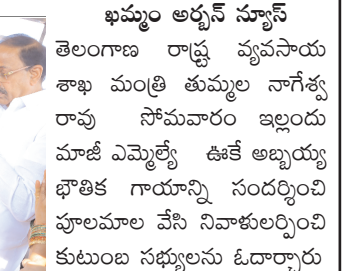 ఖమ్మం అర్బన్ న్యూస్
తెలంగాణ రాష్ట్ర వ్యవసాయ
శాఖ మంత్రి తుమ్మల నాగేశ్వ
రావు సోమవారం ఇల్లందు
మాజీ ఎమ్మెల్యే ఊకే అబ్బయ్య
భౌతిక గాయాన్ని సందర్శించి
పూలమాల వేసి నివాళులర్పించి
కుటుంబ సభ్యులను ఓదార్చారు